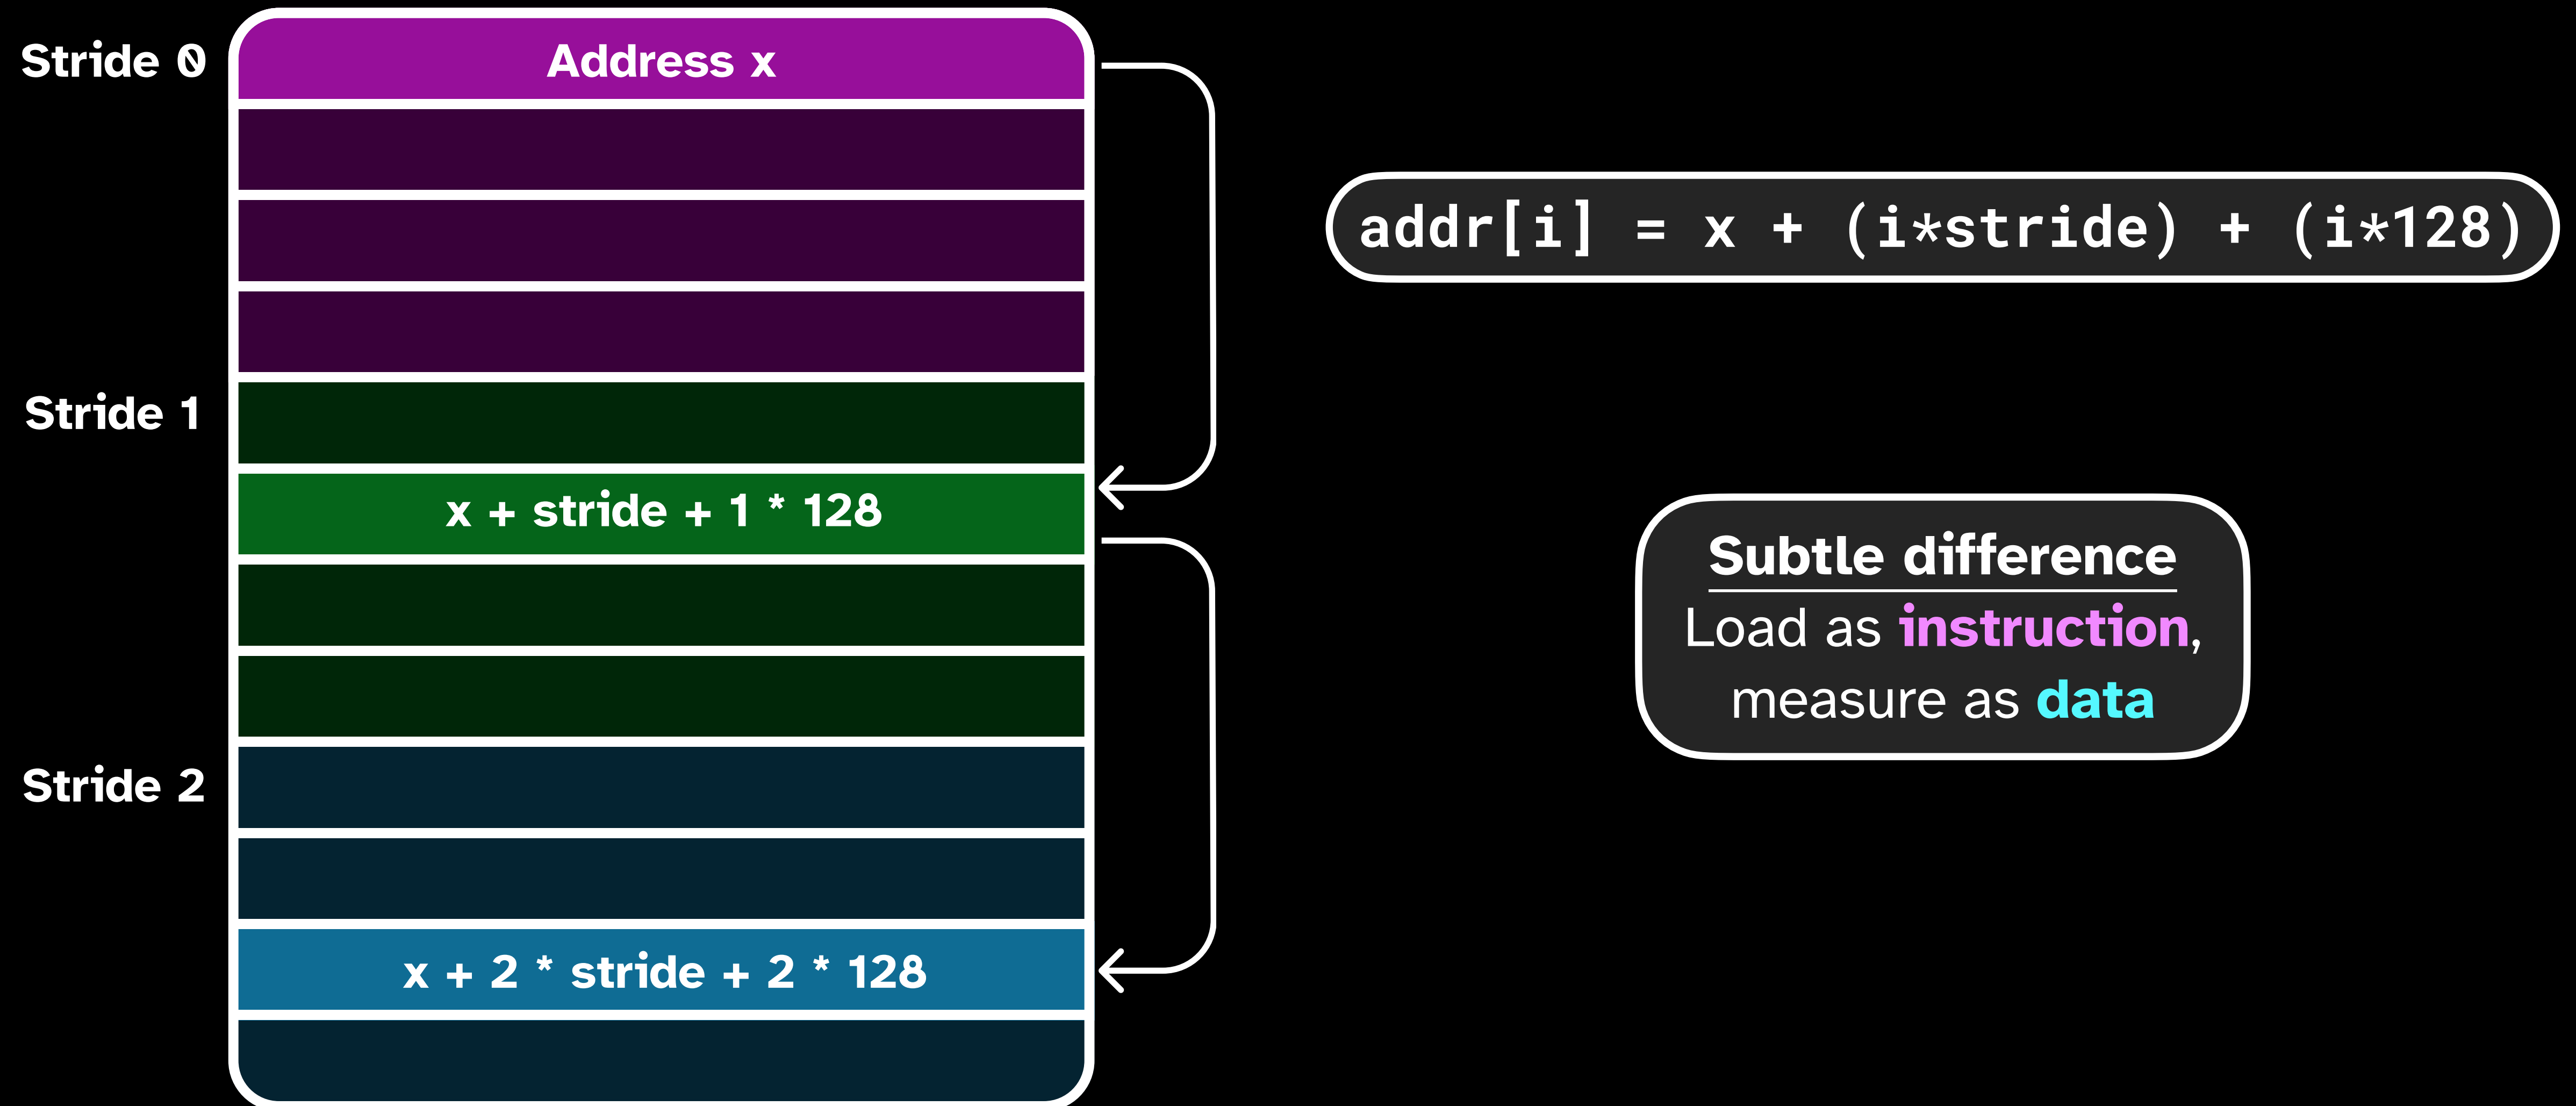 Stride 0
Address x
addr[i] = x + (i*stride) + (i*128)
Stride 1
x + stride + 1 * 128
Subtle difference
Load as instruction,
measure as data
Stride 2
x + 2 * stride + 2 * 128